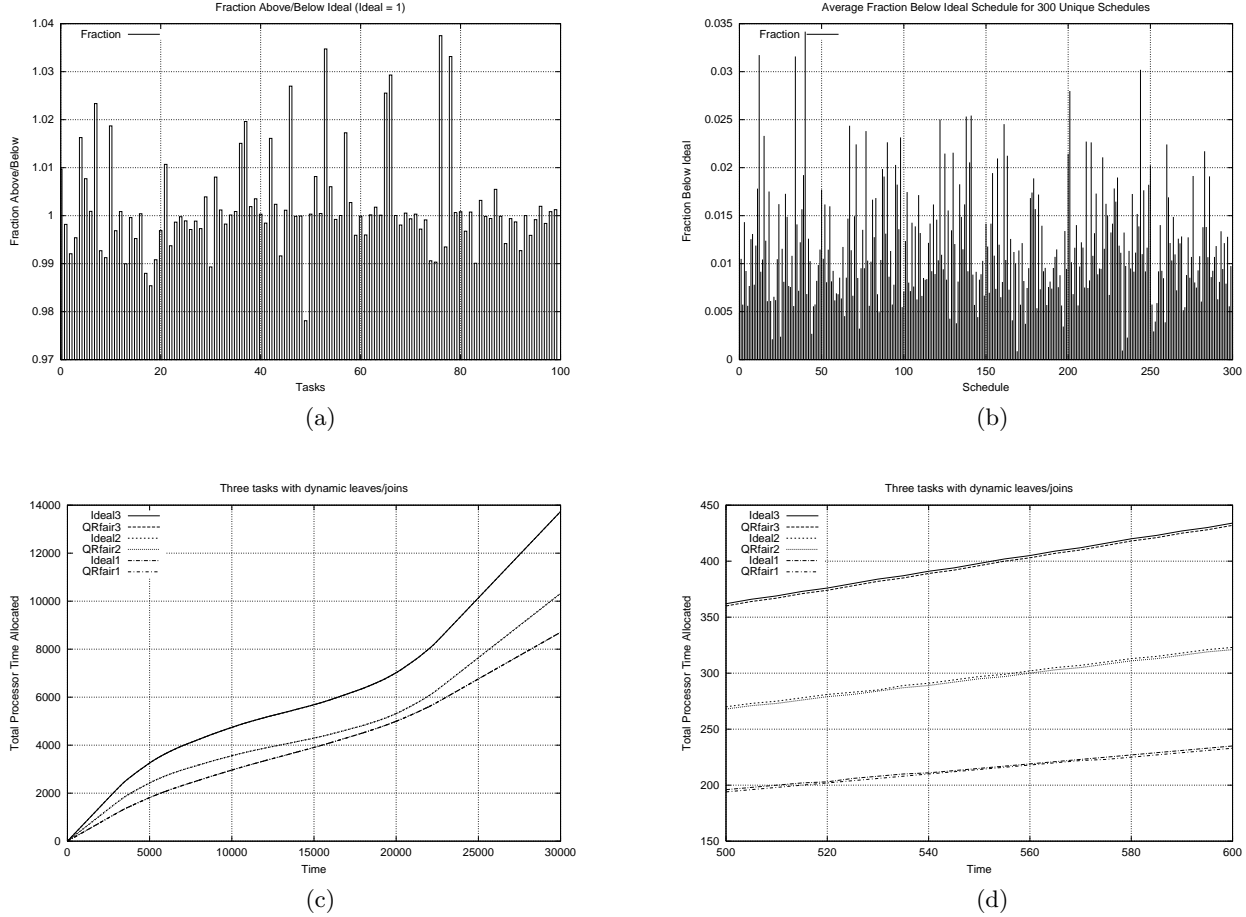 Fraction Above/Below Ideal (Ideal = 1)
Fraction
Fraction Above/Below
1.04
1.03
1.02
1.01
1
0.99
0.98
0.97
0 20 40 60 80 100
Tasks
(a)
Average Fraction Below Ideal Schedule for 300 Unique Schedules
Fraction
Fraction Below Ideal
0.035
0.03
0.025
0.02
0.015
0.01
0.005
0
0 50 100 150 200 250 300
Schedule
(b)
Three tasks with dynamic leaves/joins
Ideal3
QRfair3
Ideal2
QRfair2
Ideal1
QRfair1
Total Processor Time Allocated
14000
12000
10000
8000
6000
4000
2000
0
0 5000 10000 15000 20000 25000 30000
Time
(c)
Three tasks with dynamic leaves/joins
Ideal3
QRfair3
Ideal2
QRfair2
Ideal1
QRfair1
Total Processor Time Allocated
450
400
350
300
250
200
150
500 520 540 560 580 600
Time
(d)